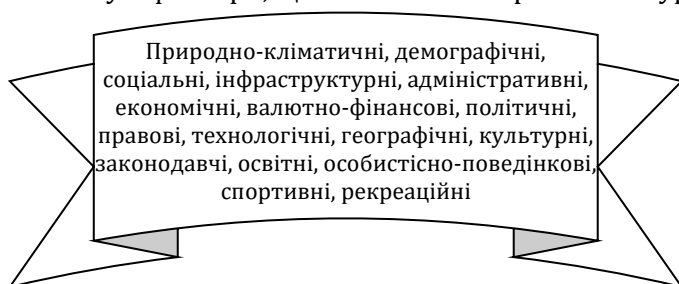 Природно-кліматичні, демографічні,
соціальні, інфраструктурні, адміністративні,
економічні, валютно-фінансові, політичні,
правові, технологічні, географічні, культурні,
законодавчі, освітні, особистісно-поведінкові,
спортивні, рекреаційні